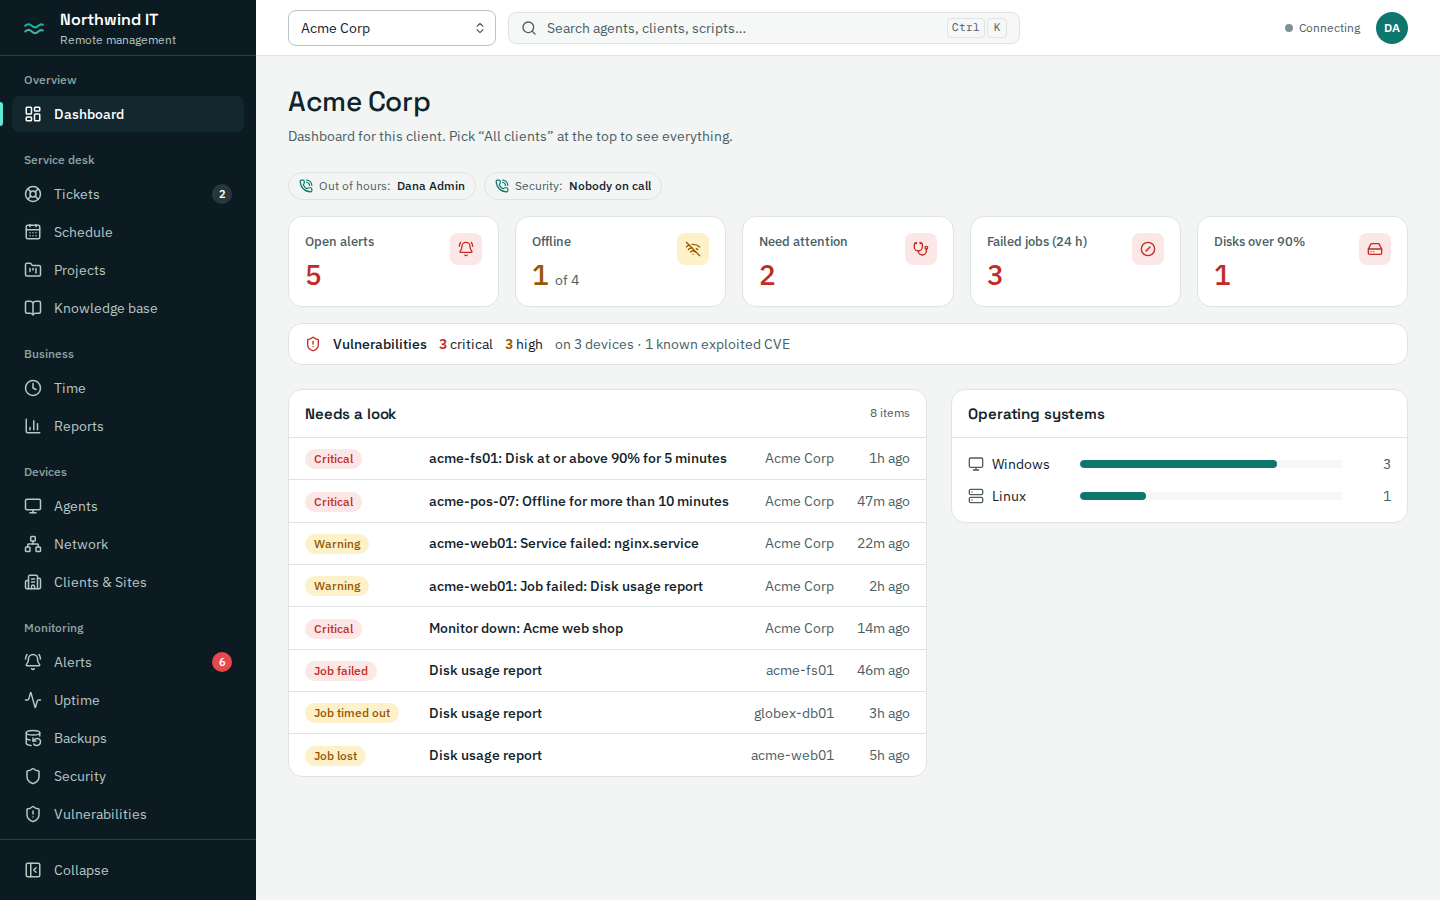 Northwind IT
Remote management
Overview
Dashboard
Service desk
Tickets 2
Schedule
Projects
Knowledge base
Business
Time
Reports
Devices
Agents
Network
Clients & Sites
Monitoring
Alerts 6
Uptime
Backups
Security
Vulnerabilities
Collapse
Acme Corp
Search agents, clients, scripts...
Ctrl K
Connecting
DA
Acme Corp
Dashboard for this client. Pick “All clients” at the top to see everything.
Out of hours: Dana Admin
Security: Nobody on call
Open alerts
5
Offline
1 of 4
Need attention
2
Failed jobs (24 h)
3
Disks over 90%
1
Vulnerabilities 3 critical 3 high on 3 devices · 1 known exploited CVE
Needs a look 8 items
Critical acme-fs01: Disk at or above 90% for 5 minutes Acme Corp 1h ago
Critical acme-pos-07: Offline for more than 10 minutes Acme Corp 47m ago
Warning acme-web01: Service failed: nginx.service Acme Corp 22m ago
Warning acme-web01: Job failed: Disk usage report Acme Corp 2h ago
Critical Monitor down: Acme web shop Acme Corp 14m ago
Job failed Disk usage report acme-fs01 46m ago
Job timed out Disk usage report globex-db01 3h ago
Job lost Disk usage report acme-web01 5h ago
Operating systems
Windows 3
Linux 1